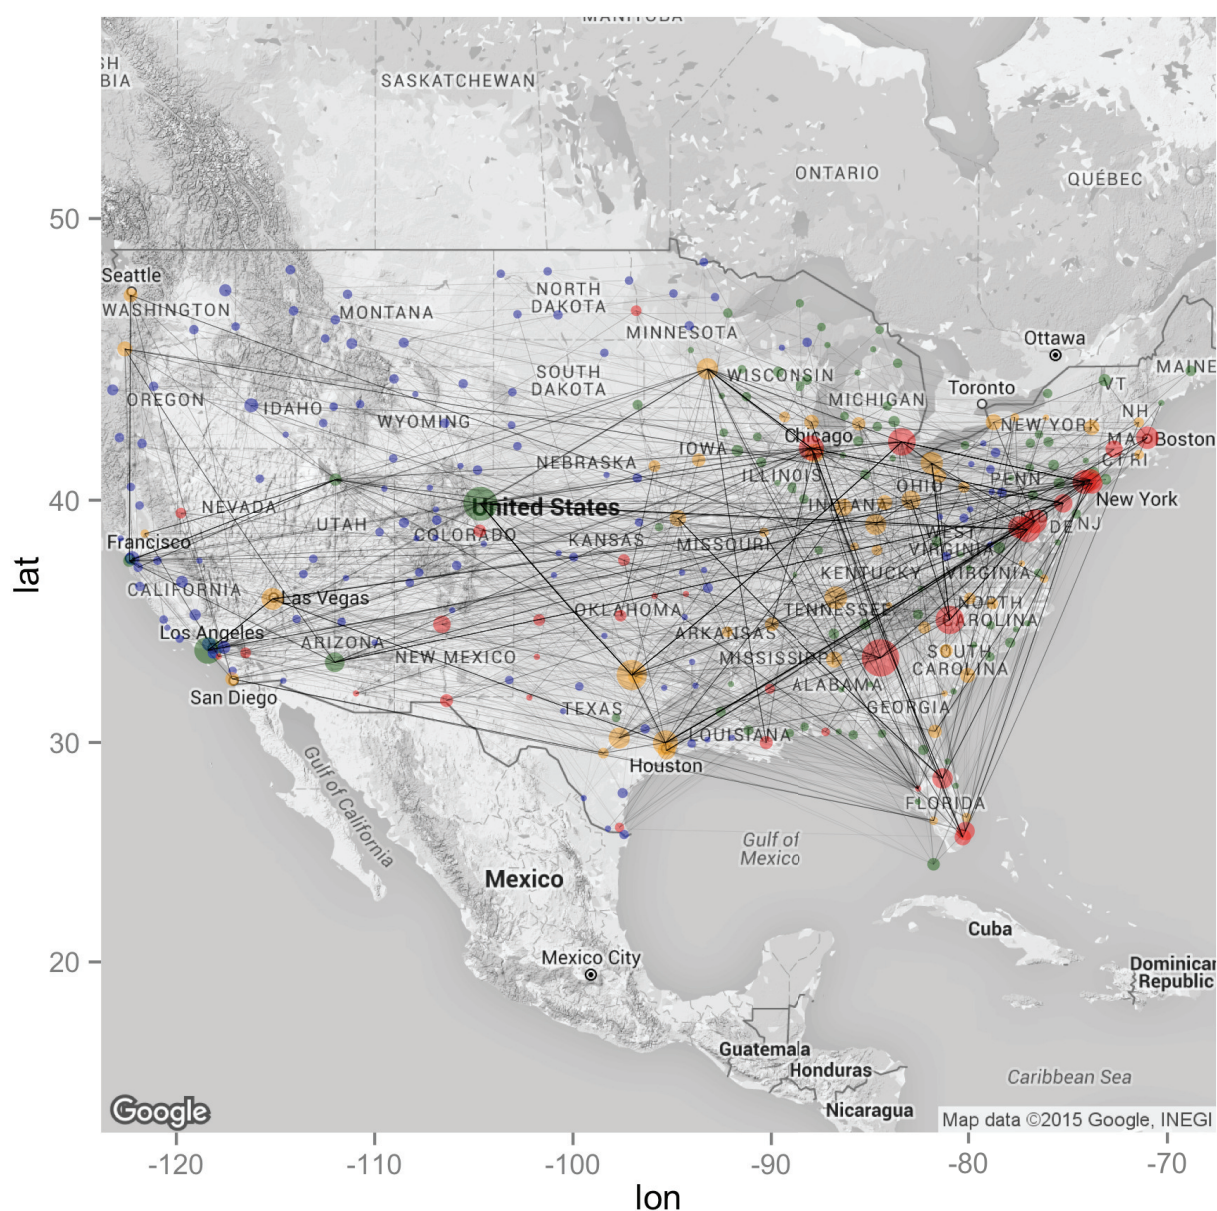 MANITOBA
SH
BIA
SASKATCHEWAN
ONTARIO
QUÉBEC
50
Seattle
WASHINGTON
MONTANA
NORTH
DAKOTA
MINNESOTA
Ottawa
OREGON
IDAHO
WYOMING
SOUTH
DAKOTA
WISCONSIN
MICHIGAN
Toronto
VT
MAINE
NH
NEW YORK
MA
Boston
CT RI
Chicago
IOWA
NEBRASKA
ILLINOIS
INDIANA
OHIO
PENN
40
NEVADA
United States
New York
UTAH
COLORADO
KANSAS
MISSOURI
WEST
VIRGINIA
MD
DE
NJ
Francisco
CALIFORNIA
Las Vegas
KENTUCKY
VIRGINIA
OKLAHOMA
TENNESSEE
NORTH
CAROLINA
Los Angeles
ARIZONA
NEW MEXICO
ARKANSAS
MISSISSIPPI
SOUTH
CAROLINA
San Diego
TEXAS
ALABAMA
GEORGIA
30
LOUISIANA
Houston
FLORIDA
Gulf of California
Gulf of
Mexico
Mexico
Cuba
20
Mexico City
Dominican
Republic
Guatemala
Honduras
Caribbean Sea
Nicaragua
Google
Map data ©2015 Google, INEGI
-120
-110
-100
-90
-80
-70
lon
lat